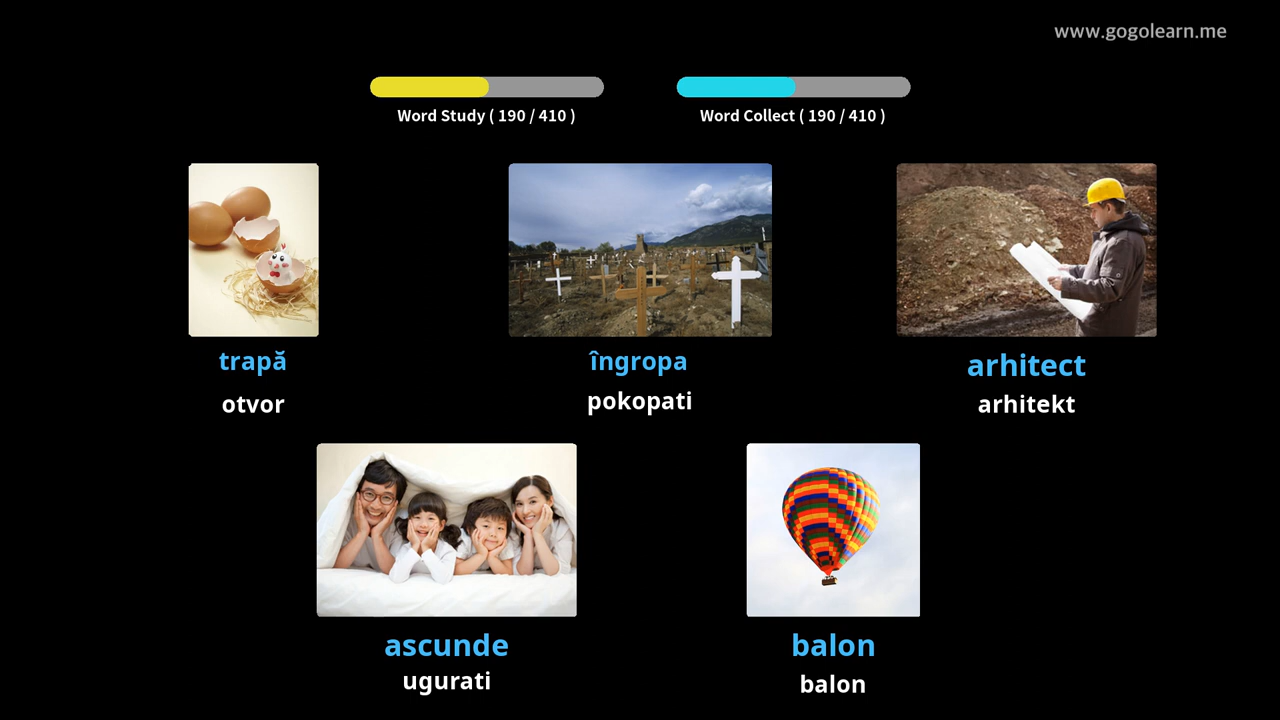 www.gogolearn.me
Word Study ( 190 / 410 )
Word Collect ( 190 / 410 )
trapă
otvor
îngropa
pokopati
arhitect
arhitekt
ascunde
ugurati
balon
balon